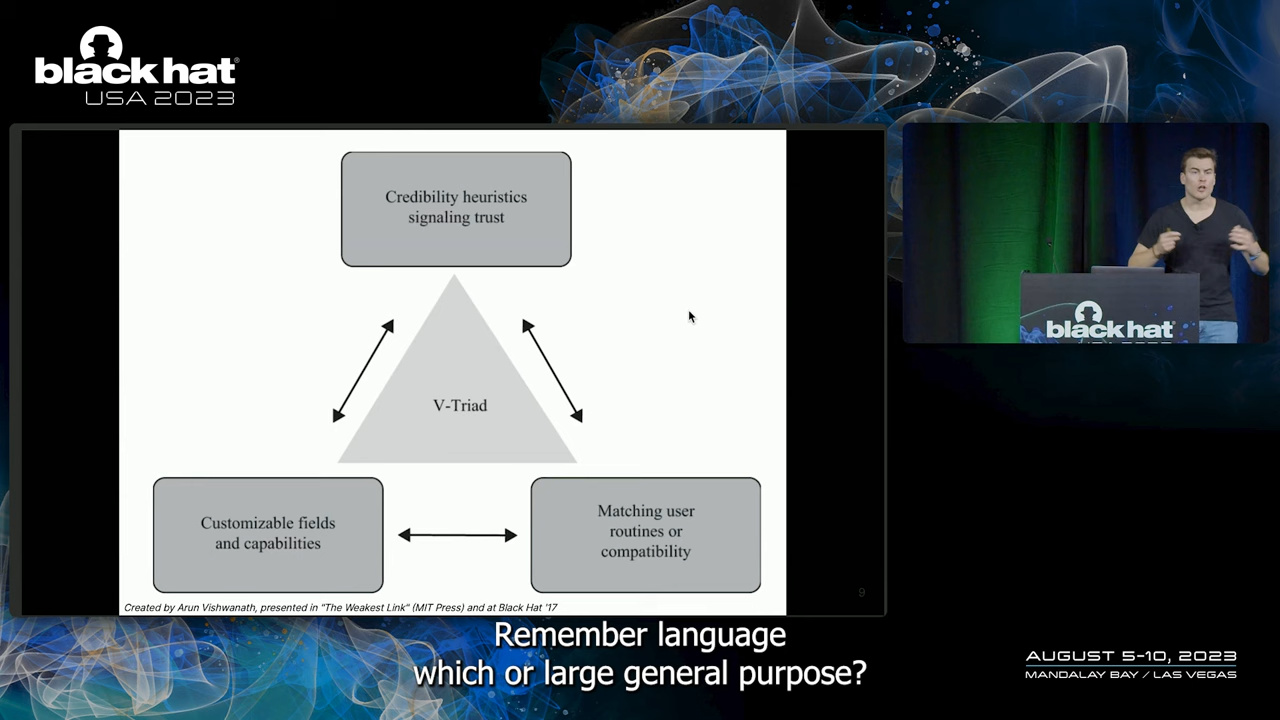 black hat®
USA 2023
Credibility heuristics
signaling trust
V-Triad
Customizable fields
and capabilities
Matching user
routines or
compatibility
Created by Arun Vishwanath, presented in "The Weakest Link" (MIT Press) and at Black Hat '17
9
black hat
Remember language
which or large general purpose?
AUGUST 5-10, 2023
MANDALAY BAY / LAS VEGAS